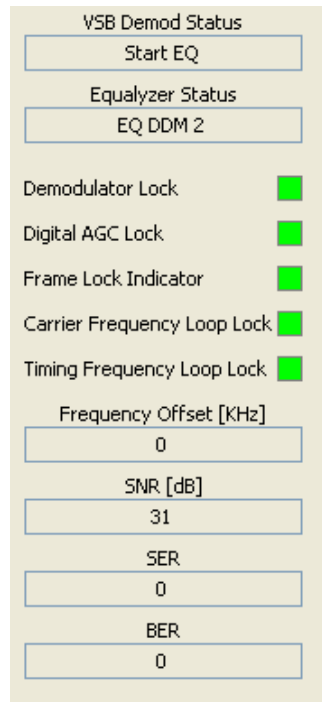 VSB Demod Status
Start EQ
Equalyzer Status
EQ DDM 2
Demodulator Lock
Digital AGC Lock
Frame Lock Indicator
Carrier Frequency Loop Lock
Timing Frequency Loop Lock
Frequency Offset [KHz]
0
SNR [dB]
31
SER
0
BER
0